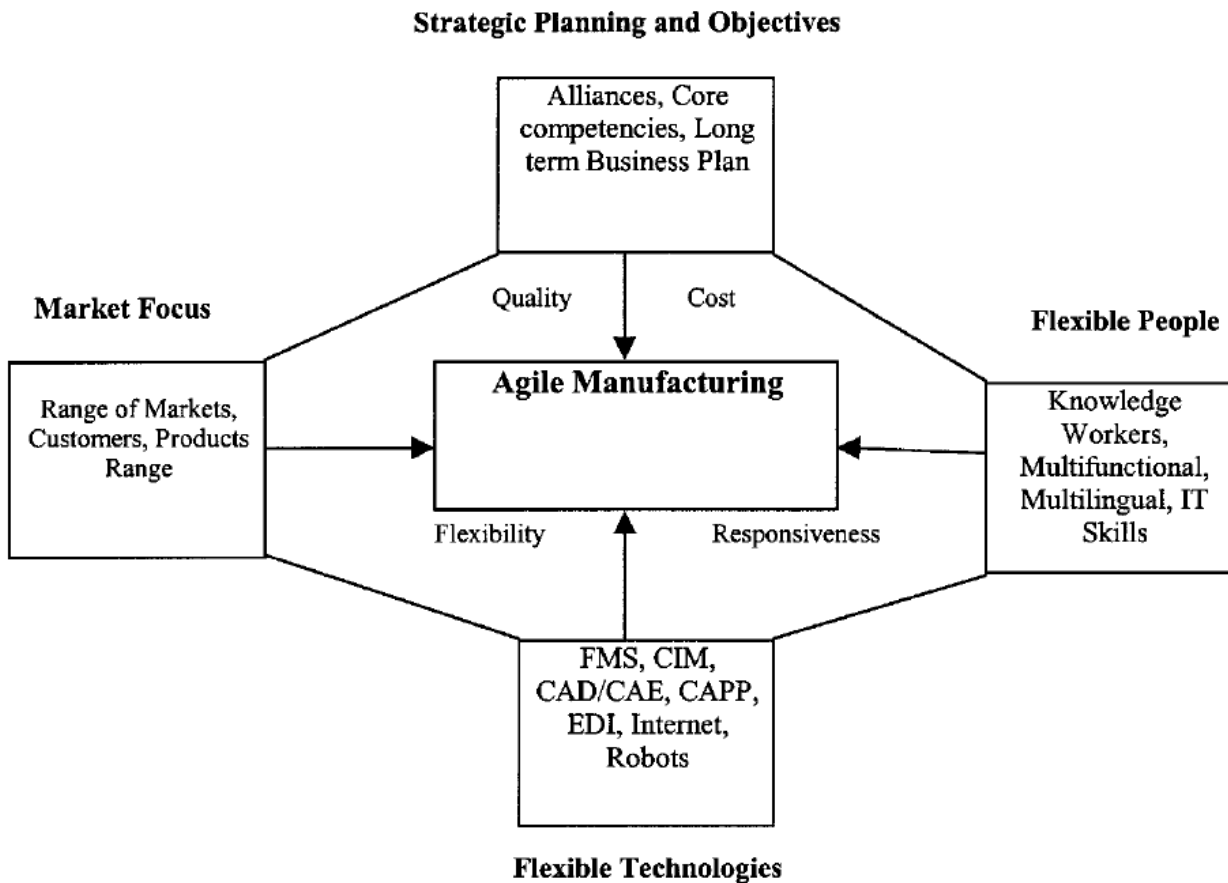 Strategic Planning and Objectives
Alliances, Core
competencies, Long
term Business Plan
Quality
Cost
Market Focus
Flexible People
Range of Markets,
Customers, Products
Range
Agile Manufacturing
Knowledge
Workers,
Multifunctional,
Multilingual, IT
Skills
Flexibility
Responsiveness
FMS, CIM,
CAD/CAE, CAPP,
EDI, Internet,
Robots
Flexible Technologies